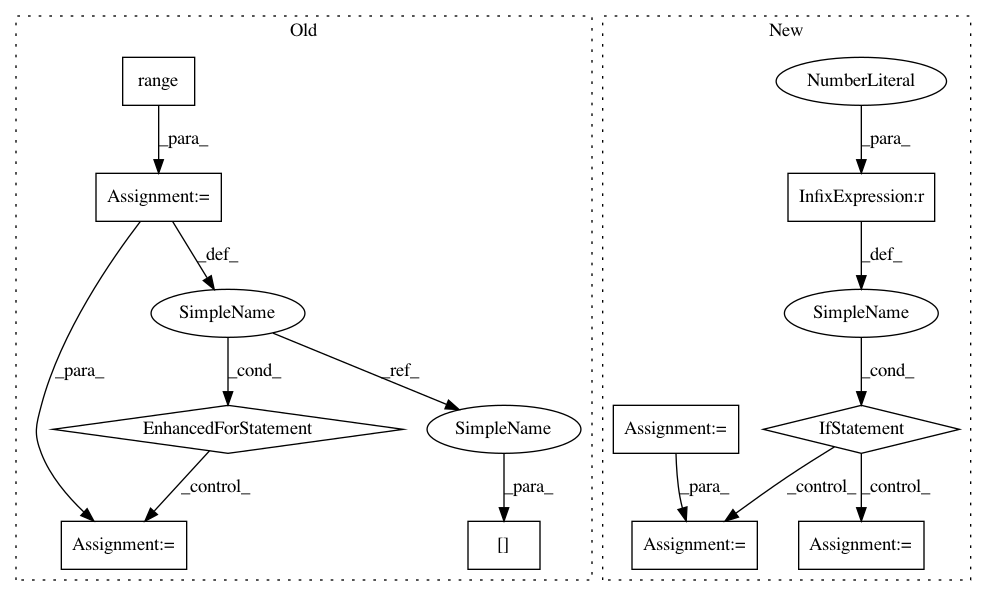 Old
New
range
NumberLiteral
_para_
_para_
Assignment:=
InfixExpression:r
_def_
_def_
SimpleName
SimpleName
_para_
_cond_
_ref_
_cond_
EnhancedForStatement
SimpleName
Assignment:=
IfStatement
_control_
_para_
_para_
_control_
_control_
Assignment:=
[]
Assignment:=
Assignment:=